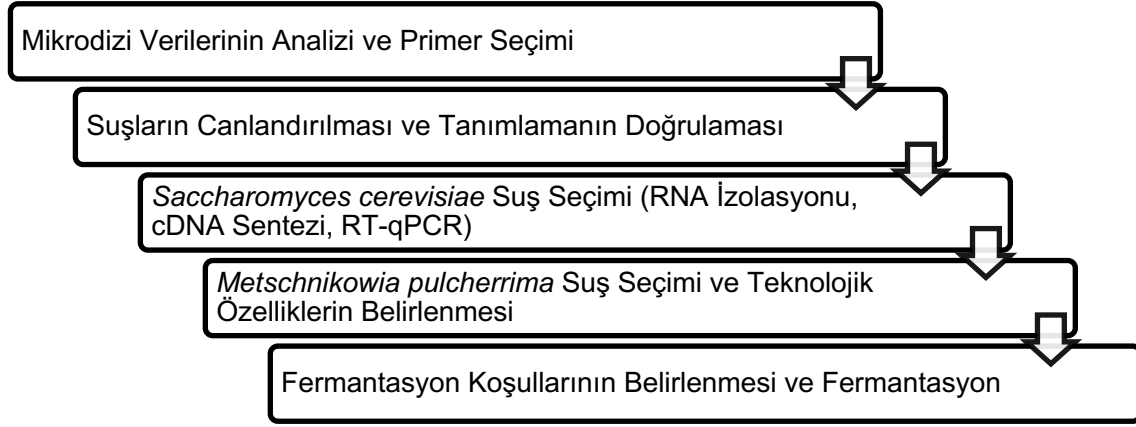 Mikrodizi Verilerinin Analizi ve Primer Seçimi
Suşların Canlandırılması ve Tanımlamanın Doğrulaması
Saccharomyces cerevisiae Suş Seçimi (RNA İzolasyonu,
cDNA Sentezi, RT-qPCR)
Metschnikowia pulcherrima Suş Seçimi ve Teknolojik
Özelliklerin Belirlenmesi
Fermantasyon Koşullarının Belirlenmesi ve Fermantasyon